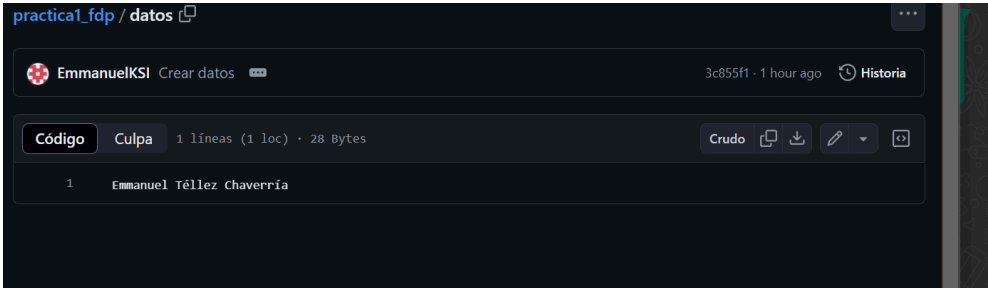 practica1_fdp / datos
EmmanuelKSI Crear datos
3c855f1 · 1 hour ago Historia
Código Culpa 1 líneas (1 loc) · 28 Bytes Crudo
1 Emmanuel Téllez Chaverría